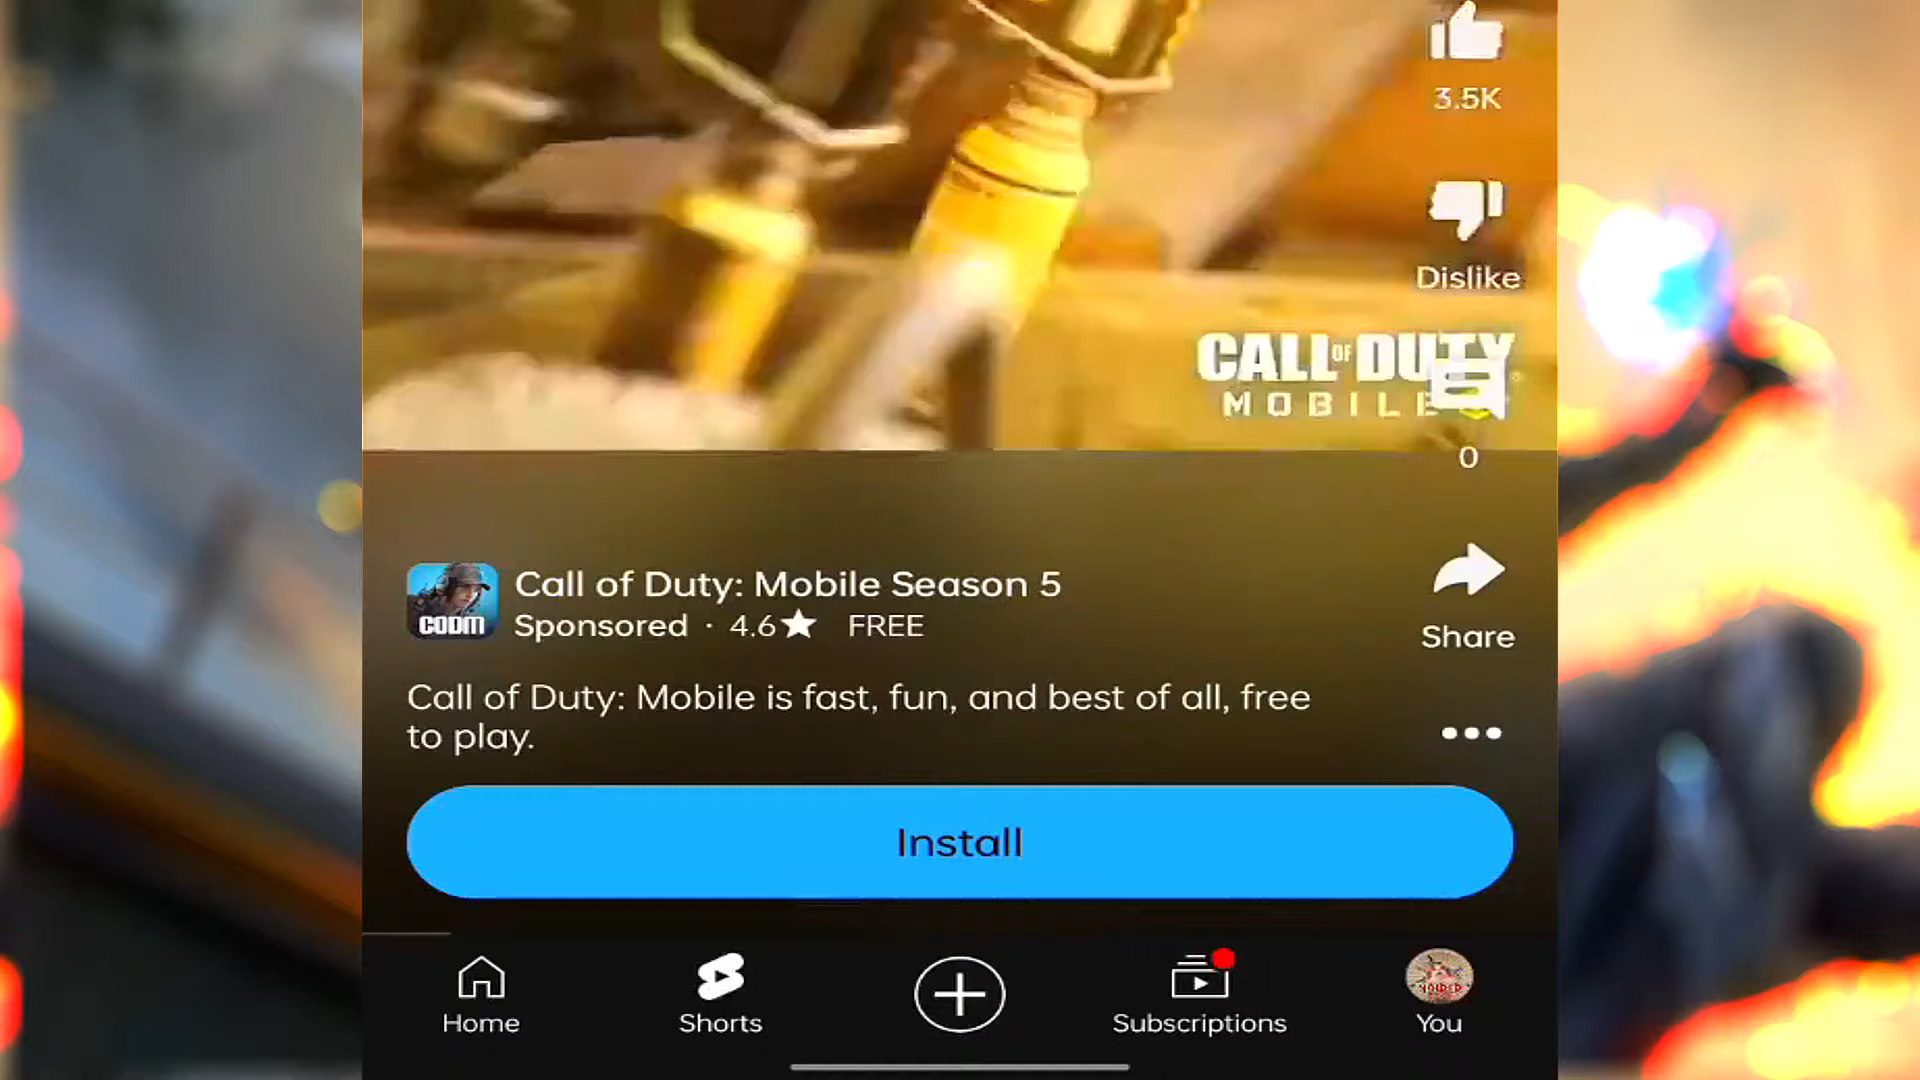 3.5K
Dislike
CALL OF DUTY
MOBILE
0
Call of Duty: Mobile Season 5
CODM
Sponsored · 4.6★ FREE
Share
Call of Duty: Mobile is fast, fun, and best of all, free
to play.
Install
Home
Shorts
Subscriptions
You